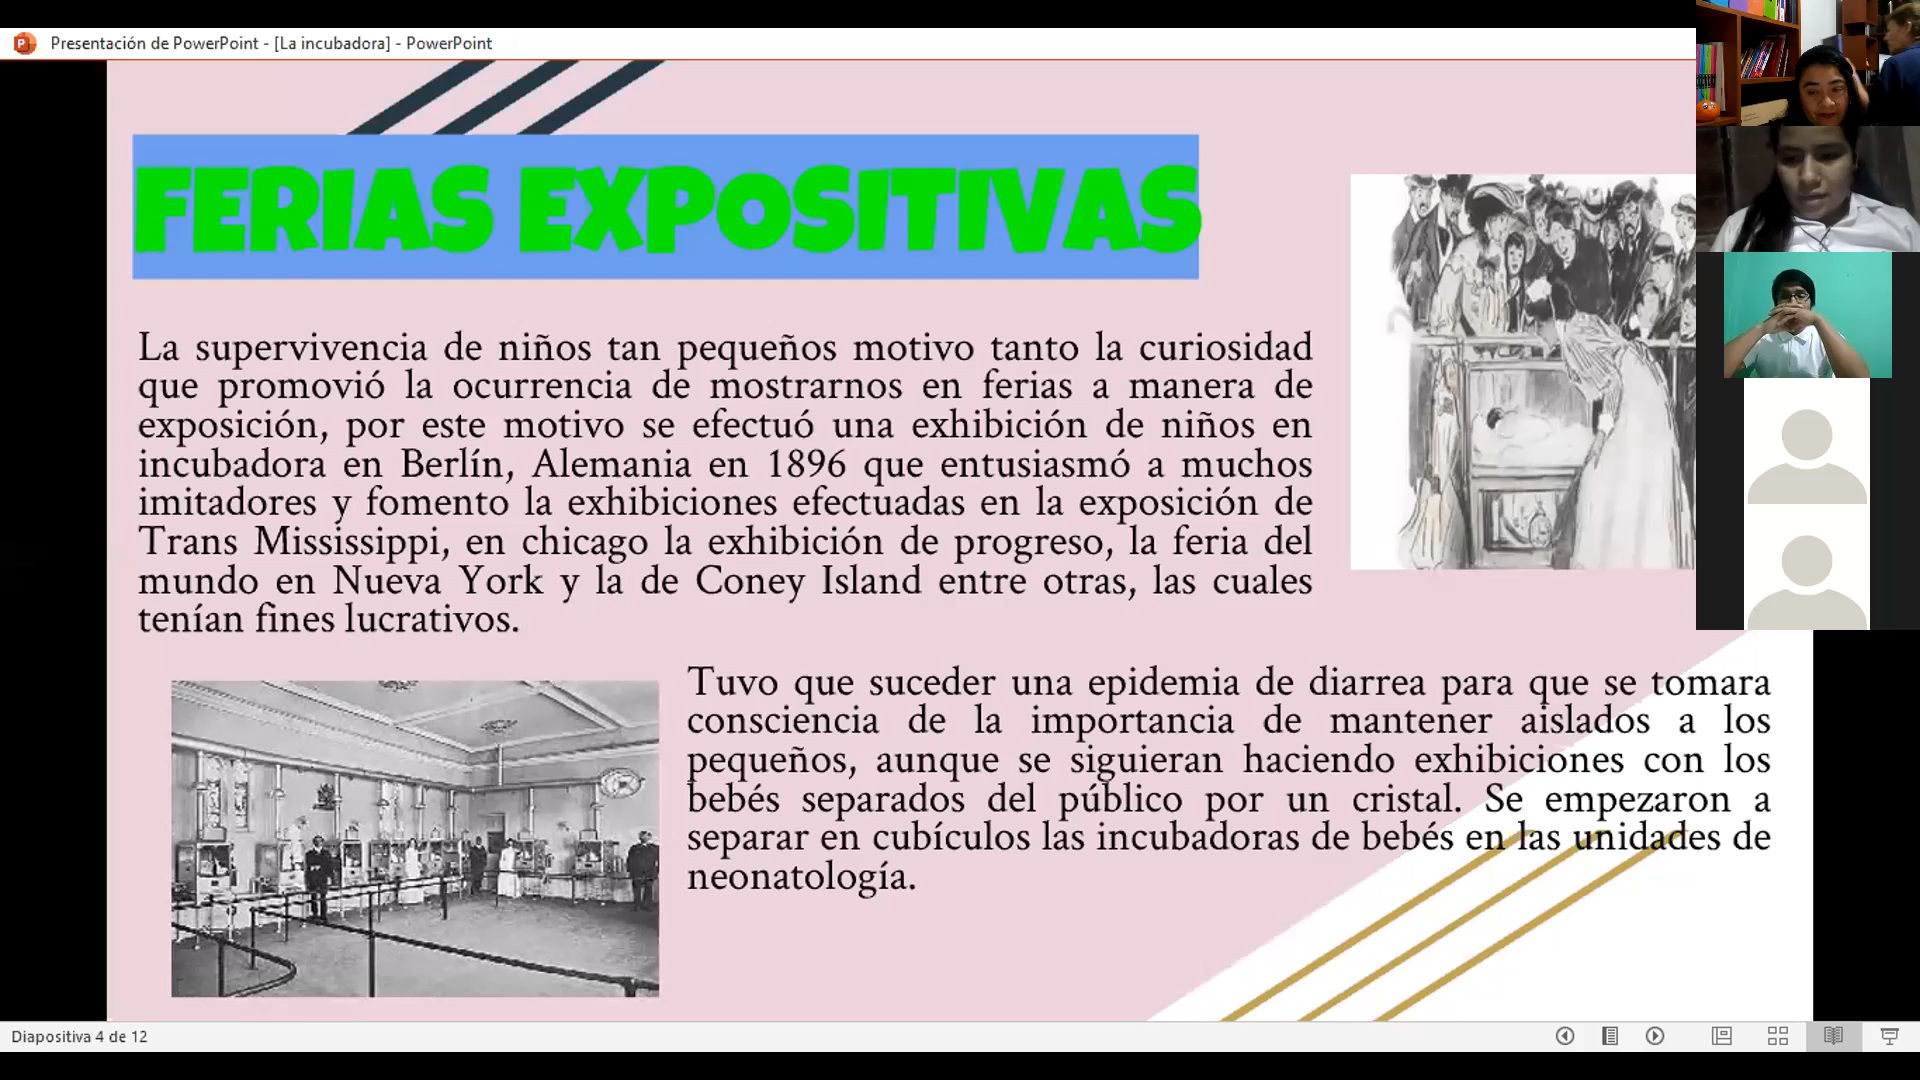 Presentación de PowerPoint - [La incubadora] - PowerPoint
FERIAS EXPOSITIVAS
La supervivencia de niños tan pequeños motivo tanto la curiosidad
que promovió la ocurrencia de mostrarnos en ferias a manera de
exposición, por este motivo se efectuó una exhibición de niños en
incubadora en Berlín, Alemania en 1896 que entusiasmó a muchos
imitadores y fomento la exhibiciones efectuadas en la exposición de
Trans Mississippi, en chicago la exhibición de progreso, la feria del
mundo en Nueva York y la de Coney Island entre otras, las cuales
tenían fines lucrativos.
Tuvo que suceder una epidemia de diarrea para que se tomara
consciencia de la importancia de mantener aislados a los
pequeños, aunque se siguieran haciendo exhibiciones con los
bebés separados del público por un cristal. Se empezaron a
separar en cubículos las incubadoras de bebés en las unidades de
neonatología.
Diapositiva 4 de 12